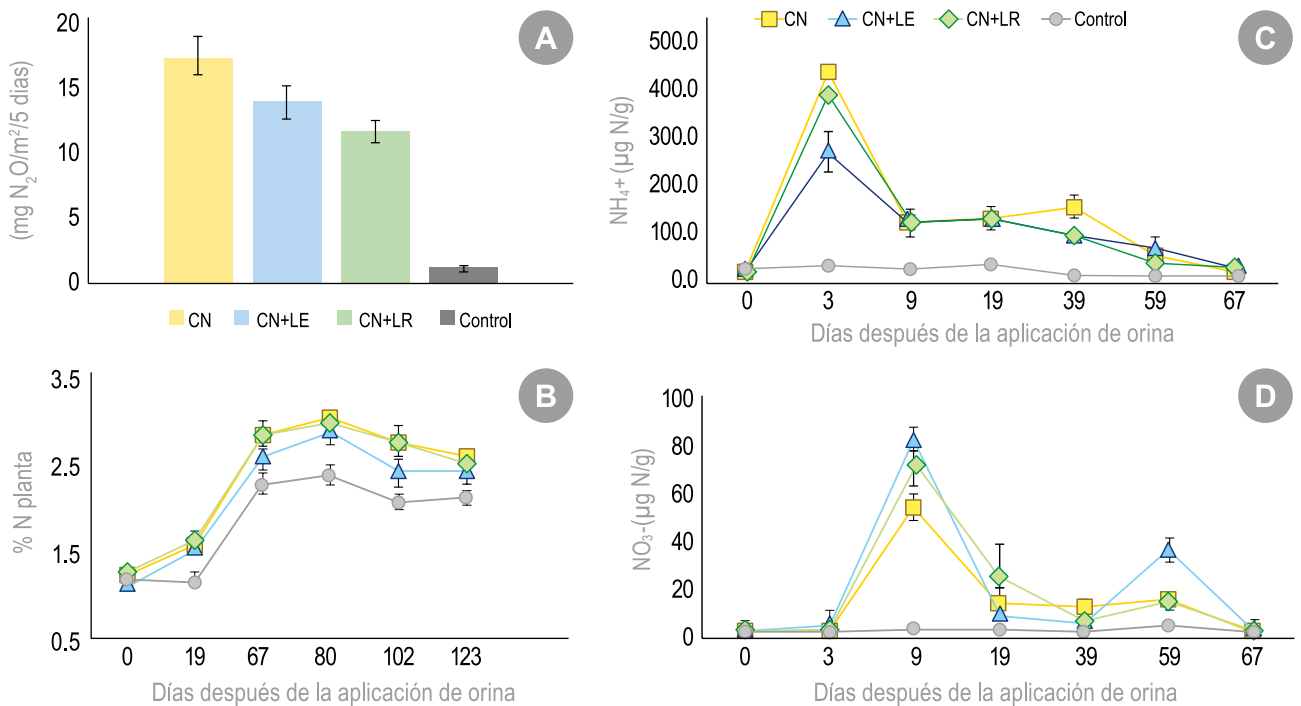 A
(mg N₂O/m²/5 dias)
20
15
10
5
0
CN CN+LE CN+LR Control
CN CN+LE CN+LR Control
C
NH₄+ (µg N/g)
500.0
400.0
300.0
200.0
100.0
0.0
0 3 9 19 39 59 67
Días después de la aplicación de orina
B
% N planta
3.5
2.5
1.5
0.5
0 19 67 80 102 123
Días después de la aplicación de orina
D
NO₃-(µg N/g)
100
80
60
40
20
0
0 3 9 19 39 59 67
Días después de la aplicación de orina